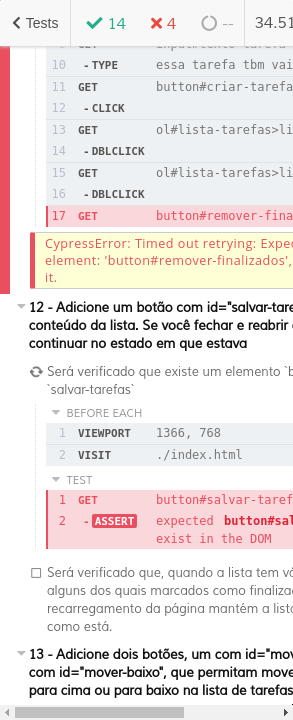 Tests 14 4 -- 34.51
10 - TYPE essa tarefa tbm vai
11 GET button#criar-tarefa
12 - CLICK
13 GET ol#lista-tarefas>li
14 - DBLCLICK
15 GET ol#lista-tarefas>li
16 - DBLCLICK
17 GET button#remover-fina
CypressError: Timed out retrying: Expec
element: 'button#remover-finalizados',
it.
12 - Adicione um botão com id="salvar-tare
conteúdo da lista. Se você fechar e reabrir
continuar no estado em que estava
Será verificado que existe um elemento `b
`salvar-tarefas`
BEFORE EACH
1 VIEWPORT 1366, 768
2 VISIT ./index.html
TEST
1 GET button#salvar-taref
2 - ASSERT expected button#sal
exist in the DOM
Será verificado que, quando a lista tem vá
alguns dos quais marcados como finaliza
recarregamento da página mantém a lista
como está.
13 - Adicione dois botões, um com id="mov
com id="mover-baixo", que permitam move
para cima ou para baixo na lista de tarefas